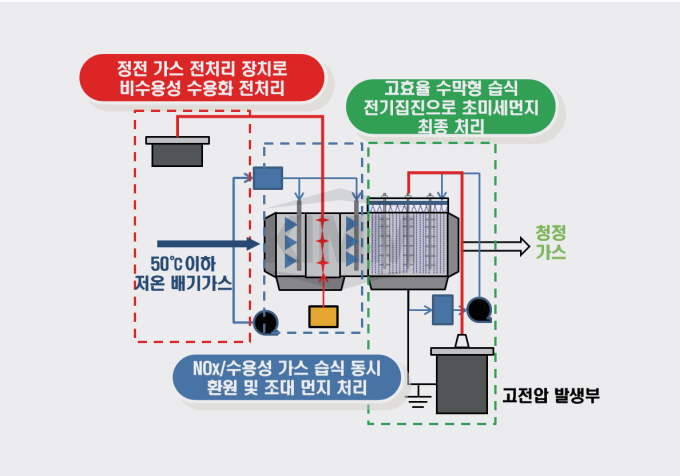 정전 가스 전처리 장치로
비수용성 수용화 전처리
고효율 수막형 습식
전기집진으로 초미세먼지
최종 처리
청정
가스
50℃이하
저온 배기가스
NOx/수용성 가스 습식 동시
환원 및 조대 먼지 처리
고전압 발생부